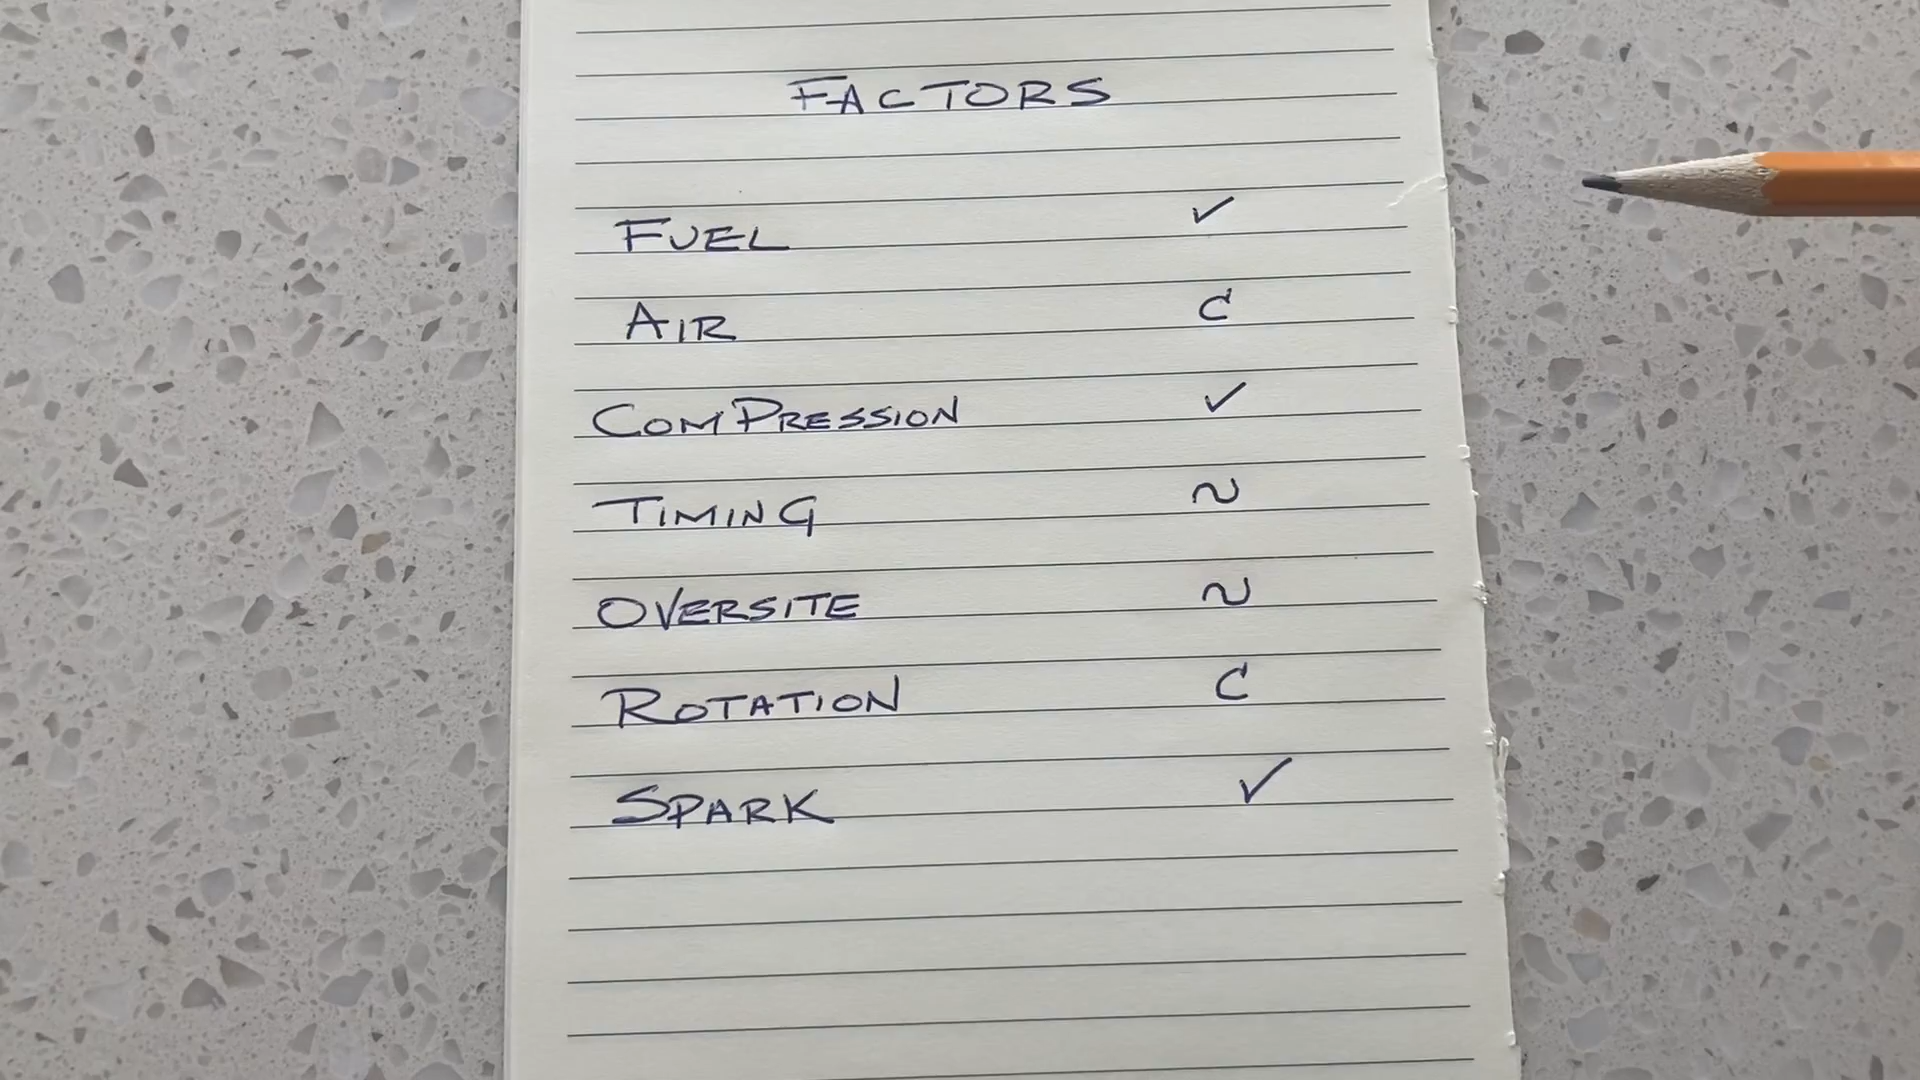 FACTORS
FUEL ✓
AIR C
COMPRESSION ✓
TIMING ~
OVERSITE ~
ROTATION C
SPARK ✓